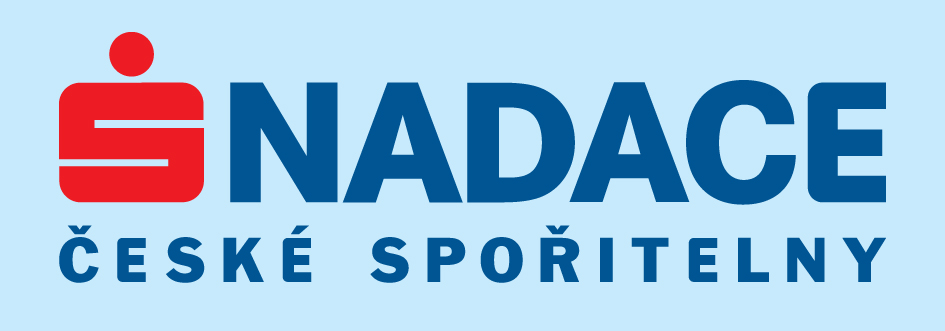 NADACE
ČESKÉ SPOŘITELNY